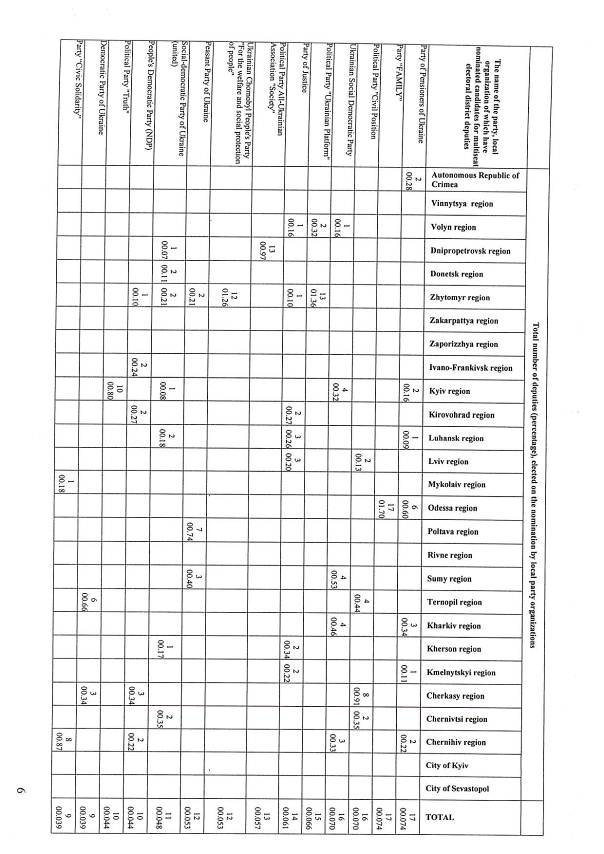 The name of the party, local
organization of which have
nominated candidates for multiseat
electoral district deputies
Total number of deputies (percentage), elected on the nomination by local party organizations
Autonomous Republic of
Crimea
Vinnytsya region
Volyn region
Dnipropetrovsk region
Donetsk region
Zhytomyr region
Zakarpattya region
Zaporizzhya region
Ivano-Frankivsk region
Kyiv region
Kirovohrad region
Luhansk region
Lviv region
Mykolaiv region
Odessa region
Poltava region
Rivne region
Sumy region
Ternopil region
Kharkiv region
Kherson region
Kmelnytskyi region
Cherkasy region
Chernivtsi region
Chernihiv region
City of Kyiv
City of Sevastopol
TOTAL
Party of Pensioners of Ukraine
2 2 1 6 3 1 2 17
00.28 00.16 00.09 00.60 00.34 00.11 00.22 00.074
Party "FAMILY"
17 17
01.70 00.074
Political Party "Civil Position
2 4 8 2 16
00.13 00.44 00.91 00.35 00.070
Ukrainian Social Democratic Party
1 4 4 4 3 16
00.16 00.32 00.53 00.46 00.33 00.070
Political Party "Ukrainian Platform"
2 13 15
00.32 01.36 00.066
Party of Justice
1 1 2 3 3 2 2 14
00.16 00.10 00.27 00.26 00.20 00.34 00.22 00.061
Political Party All-Ukrainian
Association "Society"
13 13
00.97 00.057
Ukrainian Chornobyl People's Party
"For the welfare and social protection
of people"
12 12
01.26 00.053
Peasant Party of Ukraine
2 7 3 12
00.21 00.74 00.40 00.053
Social-democratic Party of Ukraine
(united)
1 2 2 1 2 1 2 11
00.07 00.11 00.21 00.08 00.18 00.17 00.35 00.048
People's Democratic Party (NDP)
1 2 2 3 2 10
00.10 00.24 00.27 00.34 00.22 00.044
Political Party "Truth"
10 10
00.80 00.044
Democratic Party of Ukraine
6 3 9
00.66 00.34 00.039
Party "Civic Solidarity"
1 8 9
00.18 00.87 00.039
6